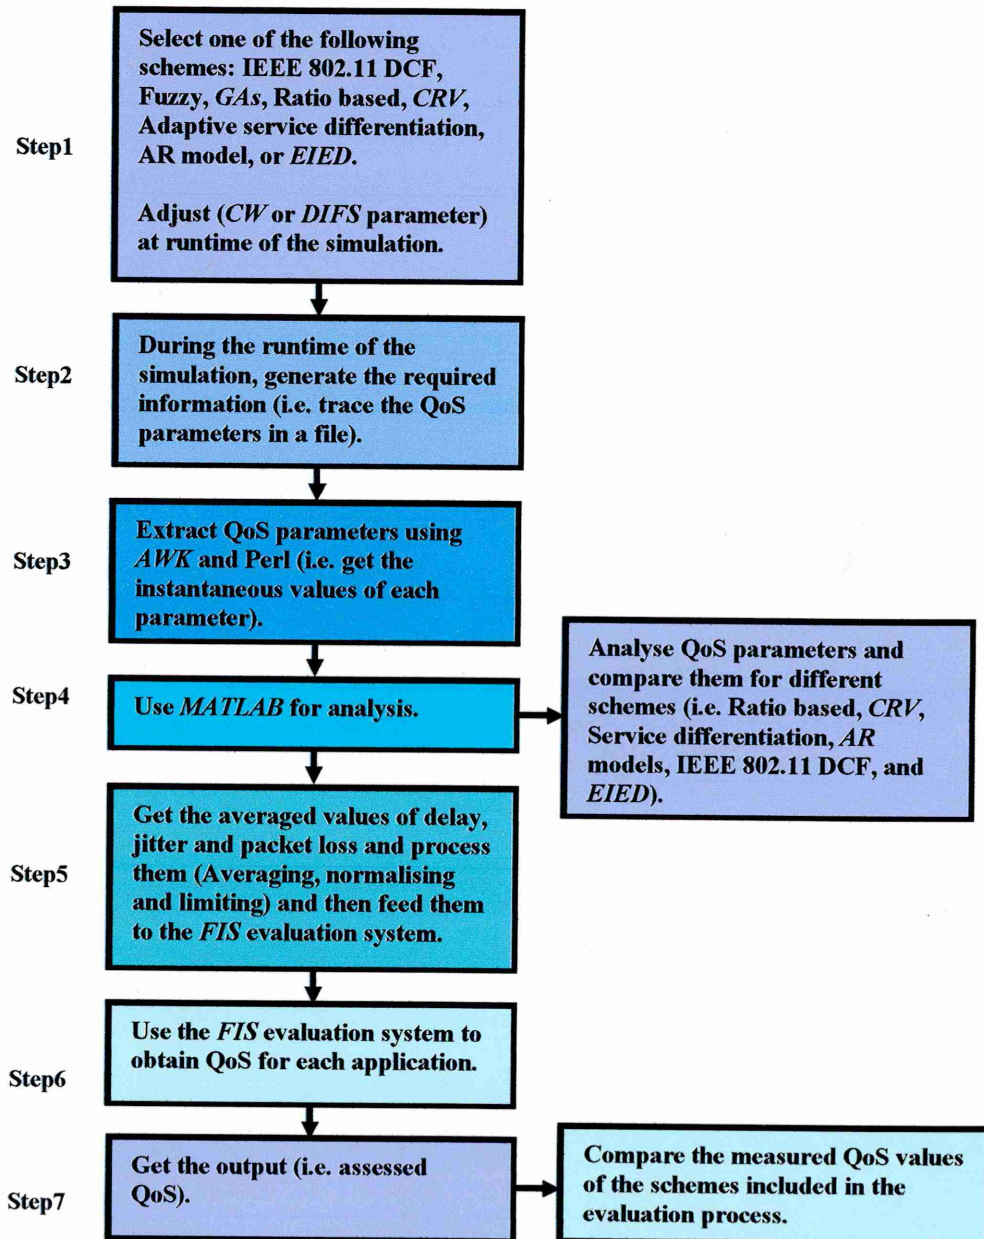 Step1
Select one of the following
schemes: IEEE 802.11 DCF,
Fuzzy, GAs, Ratio based, CRV,
Adaptive service differentiation,
AR model, or EIED.
Adjust (CW or DIFS parameter)
at runtime of the simulation.
Step2
During the runtime of the
simulation, generate the required
information (i.e. trace the QoS
parameters in a file).
Step3
Extract QoS parameters using
AWK and Perl (i.e. get the
instantaneous values of each
parameter).
Step4
Use MATLAB for analysis.
Analyse QoS parameters and
compare them for different
schemes (i.e. Ratio based, CRV,
Service differentiation, AR
models, IEEE 802.11 DCF, and
EIED).
Step5
Get the averaged values of delay,
jitter and packet loss and process
them (Averaging, normalising
and limiting) and then feed them
to the FIS evaluation system.
Step6
Use the FIS evaluation system to
obtain QoS for each application.
Step7
Get the output (i.e. assessed
QoS).
Compare the measured QoS values
of the schemes included in the
evaluation process.